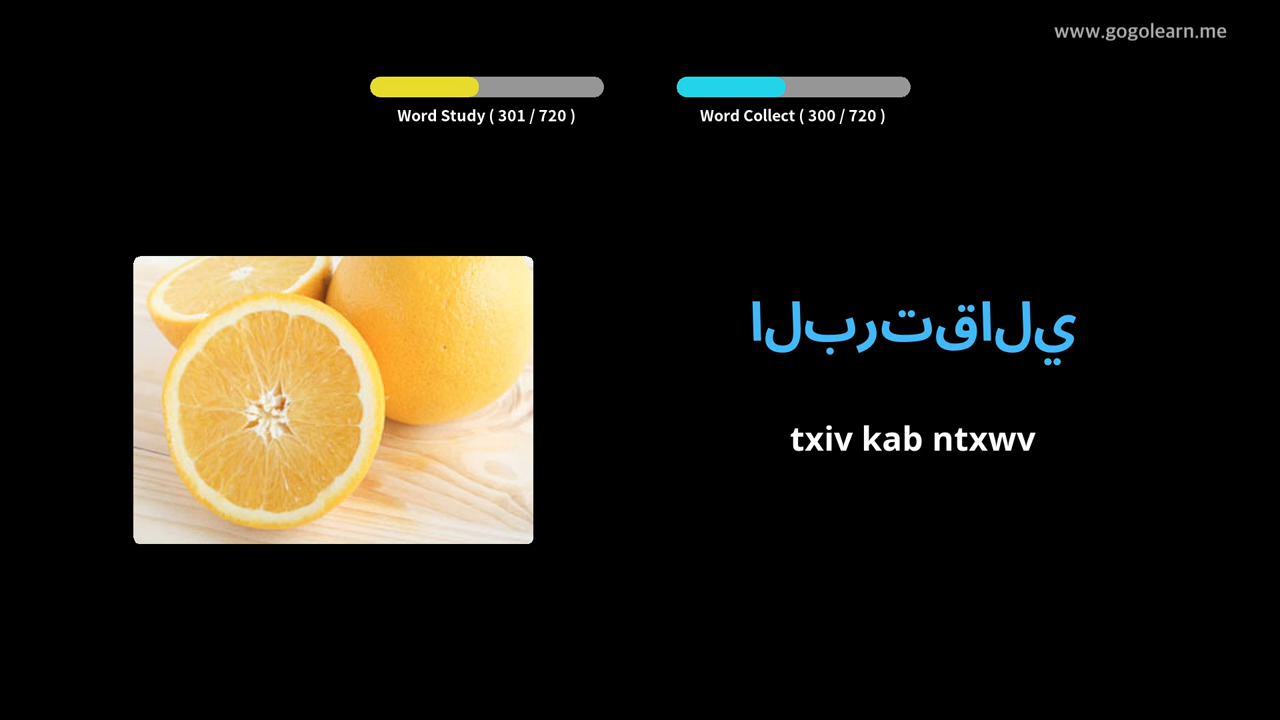 www.gogolearn.me
Word Study ( 301 / 720 )
Word Collect ( 300 / 720 )
البرتقالي
txiv kab ntxwv